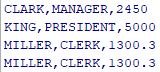 CLARK,MANAGER,2450
KING,PRESIDENT,5000
MILLER,CLERK,1300.3
MILLER,CLERK,1300.3